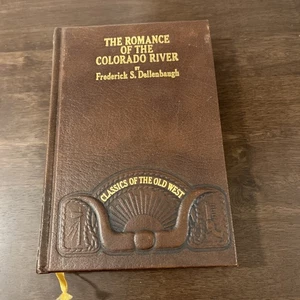 THE ROMANCE
OF THE
COLORADO RIVER
BY
Frederick S. Dellenbaugh
CLASSICS OF THE OLD WEST